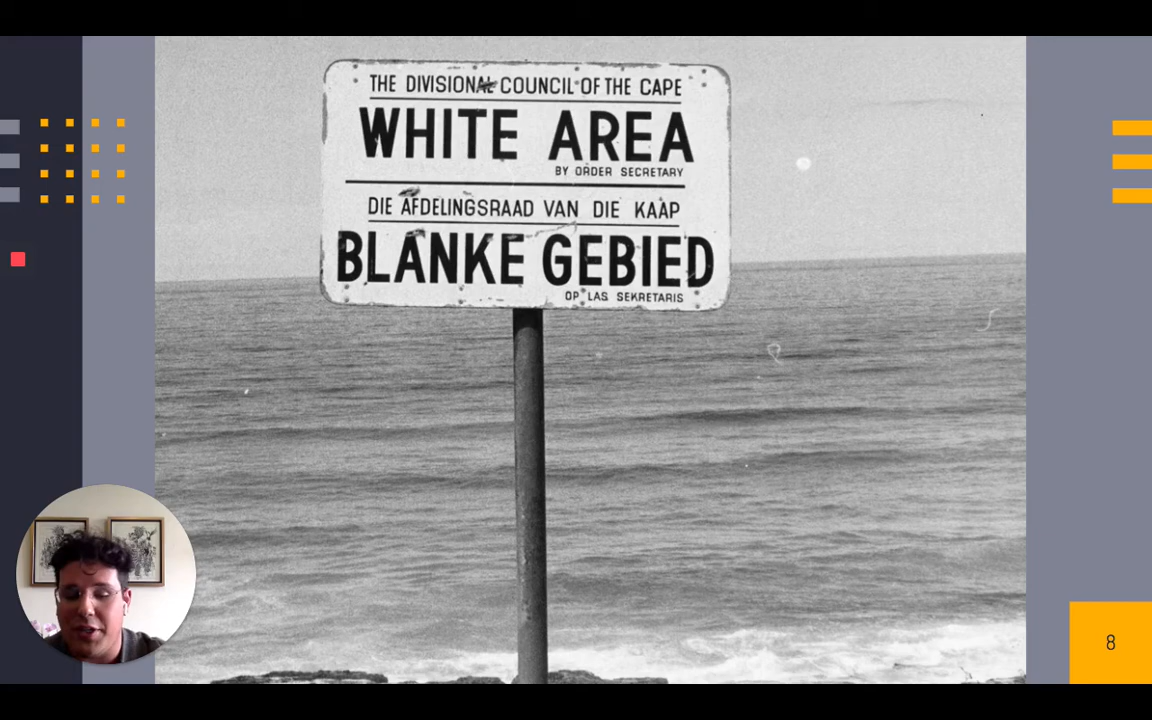 THE DIVISIONAL COUNCIL OF THE CAPE
WHITE AREA
BY ORDER SECRETARY
DIE AFDELINGSRAAD VAN DIE KAAP
BLANKE GEBIED
OP LAS SEKRETARIS
8